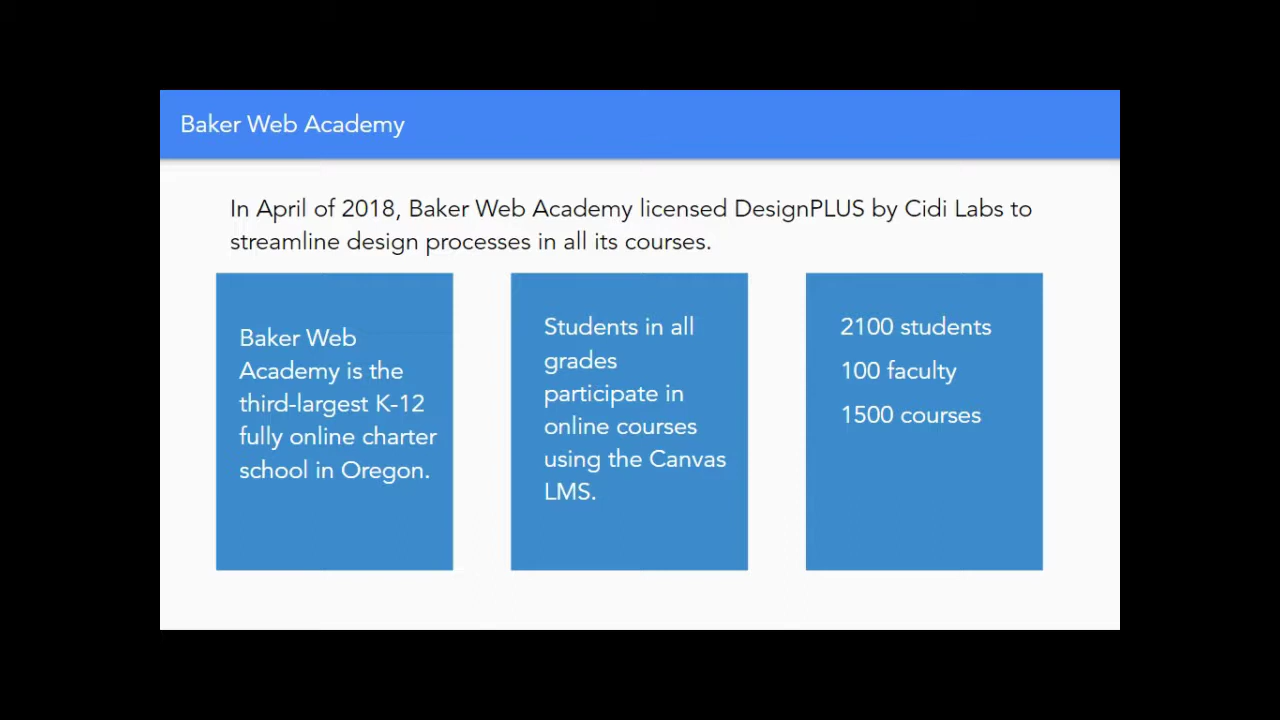 Baker Web Academy
In April of 2018, Baker Web Academy licensed DesignPLUS by Cidi Labs to
streamline design processes in all its courses.
Baker Web
Academy is the
third-largest K-12
fully online charter
school in Oregon.
Students in all
grades
participate in
online courses
using the Canvas
LMS.
2100 students
100 faculty
1500 courses